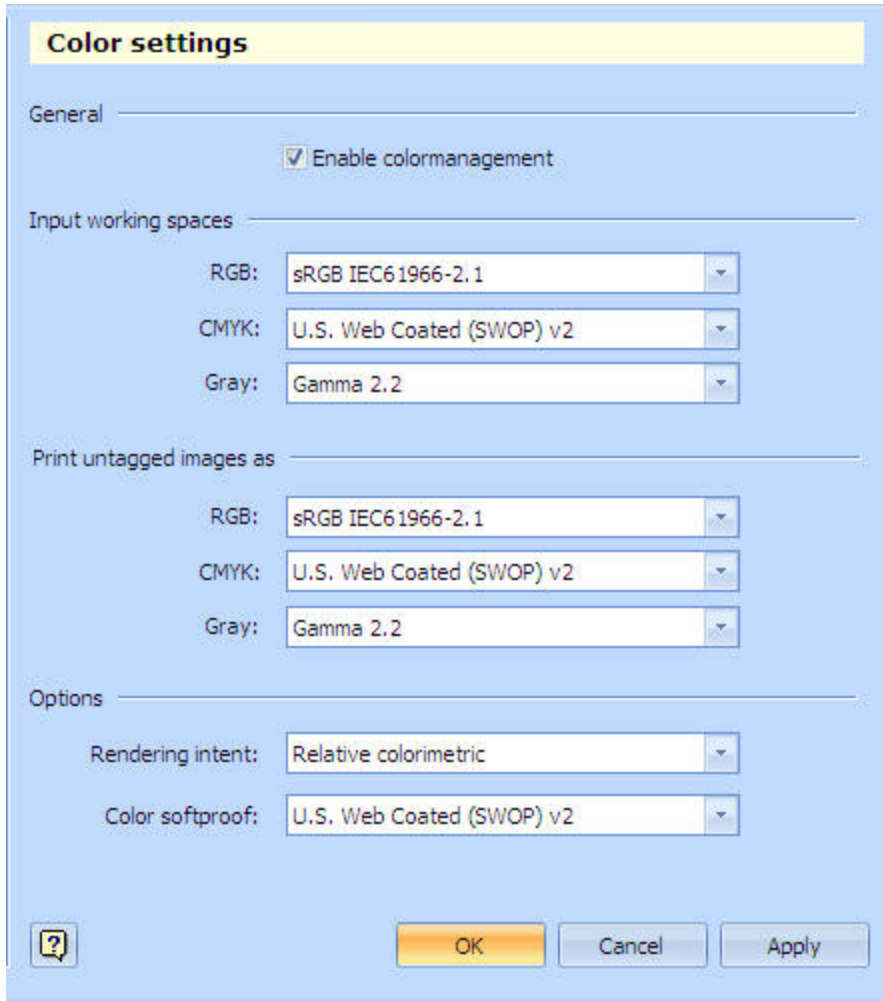 Color settings
General
Enable colormanagement
Input working spaces
RGB: sRGB IEC61966-2.1
CMYK: U.S. Web Coated (SWOP) v2
Gray: Gamma 2.2
Print untagged images as
RGB: sRGB IEC61966-2.1
CMYK: U.S. Web Coated (SWOP) v2
Gray: Gamma 2.2
Options
Rendering intent: Relative colorimetric
Color softproof: U.S. Web Coated (SWOP) v2
? OK Cancel Apply